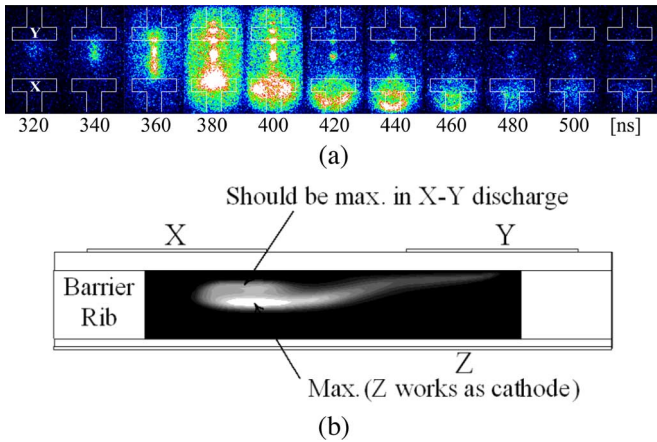 Y
X
320 340 360 380 400 420 440 460 480 500 [ns]
(a)
Should be max. in X-Y discharge
X Y
Barrier
Rib
Z
Max. (Z works as cathode)
(b)